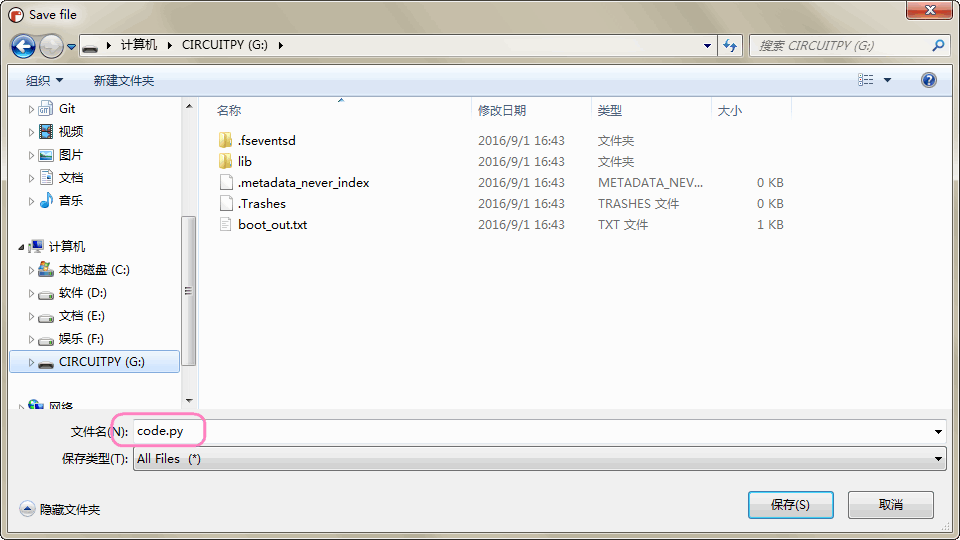 Save file
计算机 CIRCUITPY (G:)
搜索 CIRCUITPY (G:)
组织 新建文件夹
Git
视频
图片
文档
音乐
计算机
本地磁盘 (C:)
软件 (D:)
文档 (E:)
娱乐 (F:)
CIRCUITPY (G:)
网络
名称 修改日期 类型 大小
.fseventsd 2016/9/1 16:43 文件夹
lib 2016/9/1 16:43 文件夹
.metadata_never_index 2016/9/1 16:43 METADATA_NEV... 0 KB
.Trashes 2016/9/1 16:43 TRASHES 文件 0 KB
boot_out.txt 2016/9/1 16:43 TXT 文件 1 KB
文件名(N): code.py
保存类型(T): All Files (*)
隐藏文件夹 保存(S) 取消